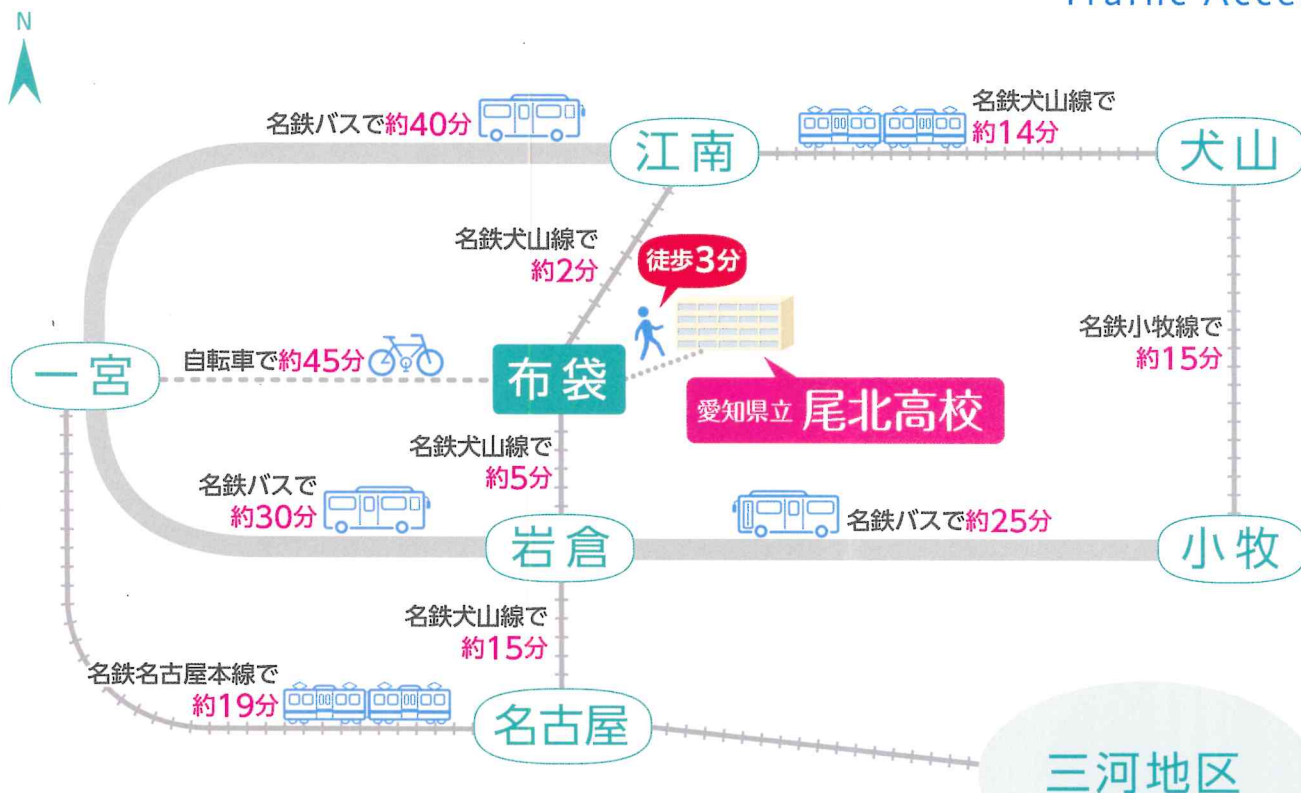 N
名鉄バスで約40分
江南
名鉄犬山線で
約14分
犬山
名鉄犬山線で
約2分
徒歩3分
名鉄小牧線で
約15分
一宮
自転車で約45分
布袋
愛知県立 尾北高校
名鉄犬山線で
約5分
名鉄バスで
約30分
岩倉
名鉄バスで約25分
小牧
名鉄犬山線で
約15分
名鉄名古屋本線で
約19分
名古屋
三河地区